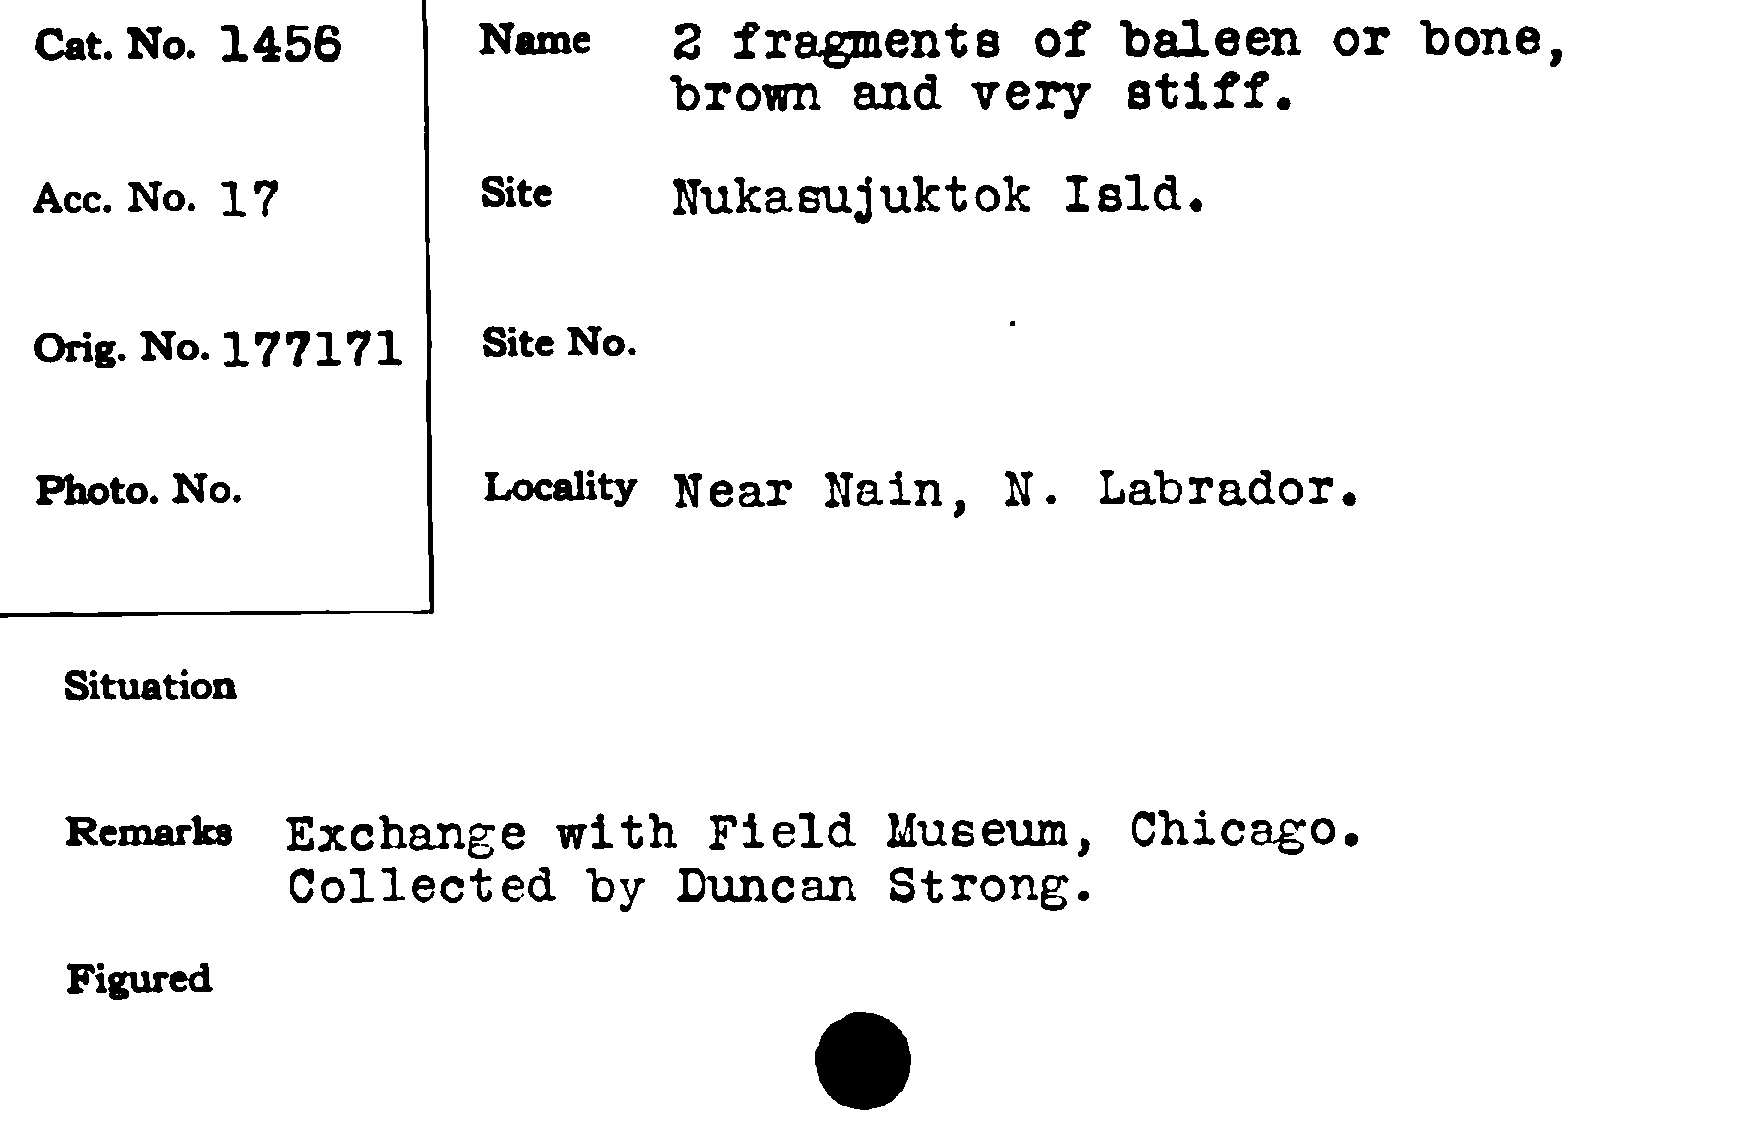 Cat. No. 1456
Name 2 fragments of baleen or bone,
brown and very stiff.
Acc. No. 17
Site Nukasujuktok Isld.
Orig. No. 177171
Site No.
Photo. No.
Locality Near Nain, N. Labrador.
Situation
Remarks Exchange with Field Museum, Chicago.
Collected by Duncan Strong.
Figured